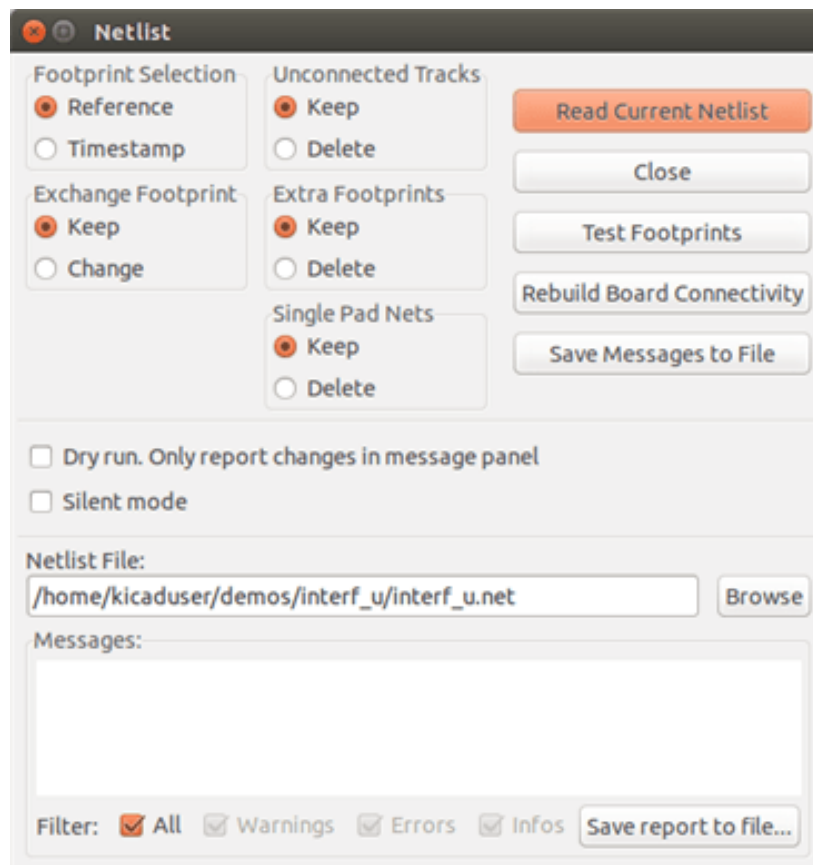 Netlist
Footprint Selection
Reference
Timestamp
Exchange Footprint
Keep
Change
Unconnected Tracks
Keep
Delete
Extra Footprints
Keep
Delete
Single Pad Nets
Keep
Delete
Read Current Netlist
Close
Test Footprints
Rebuild Board Connectivity
Save Messages to File
Dry run. Only report changes in message panel
Silent mode
Netlist File:
/home/kicaduser/demos/interf_u/interf_u.net Browse
Messages:
Filter: All Warnings Errors Infos Save report to file...